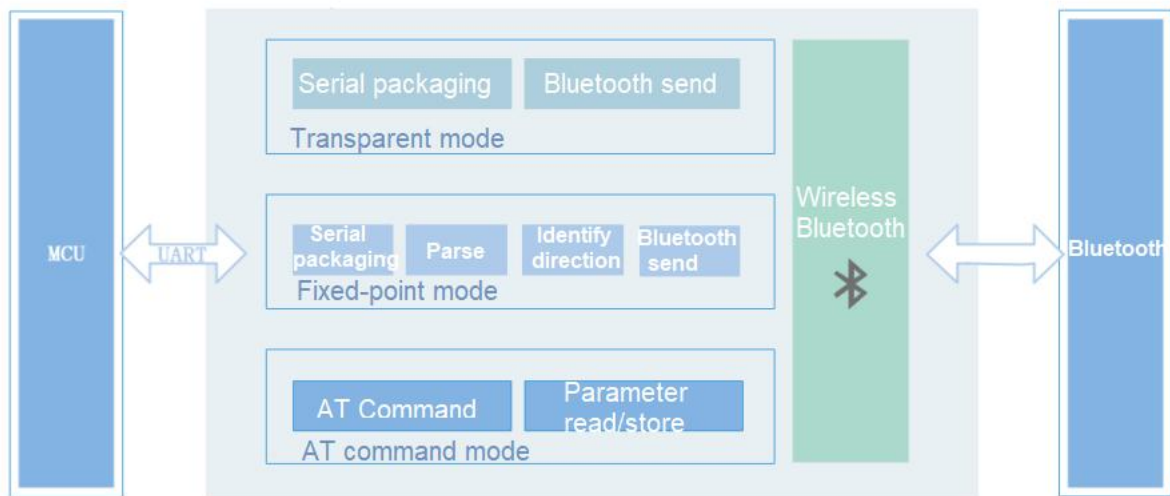 MCU
UART
Serial packaging
Bluetooth send
Transparent mode
Serial
packaging
Parse
Identify
direction
Bluetooth
send
Fixed-point mode
AT Command
Parameter
read/store
AT command mode
Wireless
Bluetooth
Bluetooth